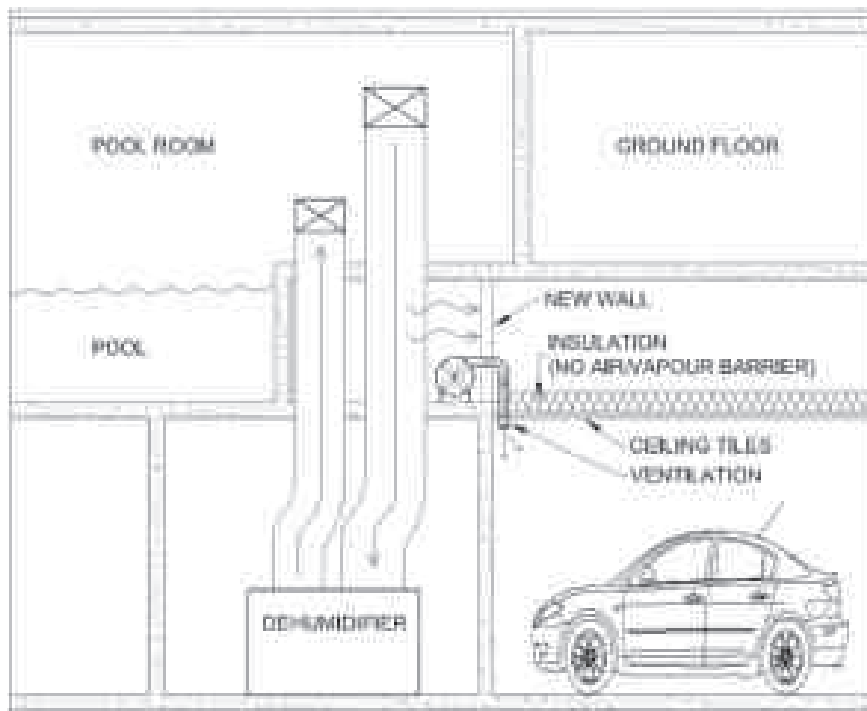 POOL ROOM
GROUND FLOOR
NEW WALL
POOL
INSULATION
(NO AIR/VAPOUR BARRIER)
CEILING TILES
VENTILATION
DEHUMIDIFIER